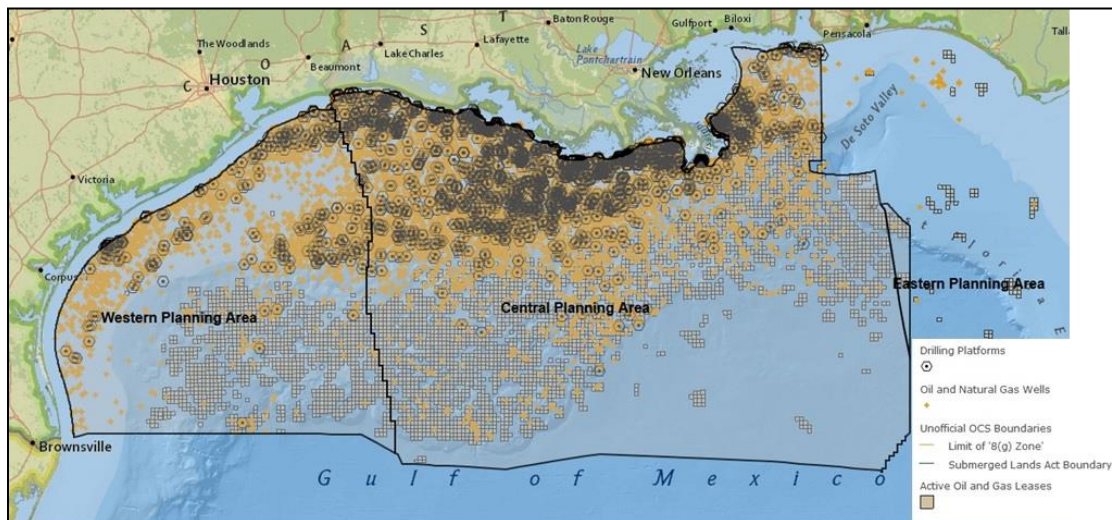 S T
A
O
C
Baton Rouge
Gulfport
Biloxi
Pensacola
Talla
The Woodlands
Lake Charles
Lafayette
Lake
Pontchartrain
Beaumont
Houston
New Orleans
De Soto Valley
Victoria
Corpus
Western Planning Area
Central Planning Area
Eastern Planning Area
Brownsville
Gulf of Mexico
Drilling Platforms
Oil and Natural Gas Wells
Unofficial OCS Boundaries
Limit of '8(g) Zone'
Submerged Lands Act Boundary
Active Oil and Gas Leases